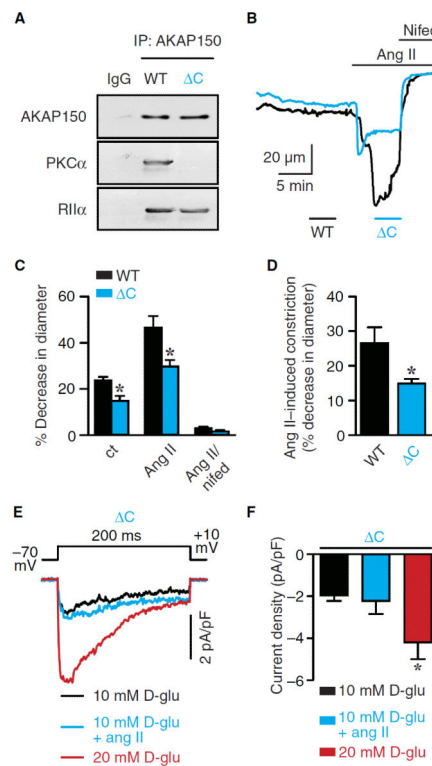 A
IP: AKAP150
IgG WT ΔC
AKAP150
PKCα
RIIα
B
Nifed
Ang II
20 μm
5 min
WT ΔC
C
WT
ΔC
% Decrease in diameter
60
40
20
0
ct
Ang II
Ang II/
nifed
*
*
D
Ang II–induced constriction
(% decrease in diameter)
40
30
20
10
0
*
WT
ΔC
E
ΔC
200 ms
–70
mV
+10
mV
2 pA/pF
10 mM D-glu
10 mM D-glu
+ ang II
20 mM D-glu
F
ΔC
Current density (pA/pF)
0
–2
–4
–6
*
10 mM D-glu
10 mM D-glu
+ ang II
20 mM D-glu